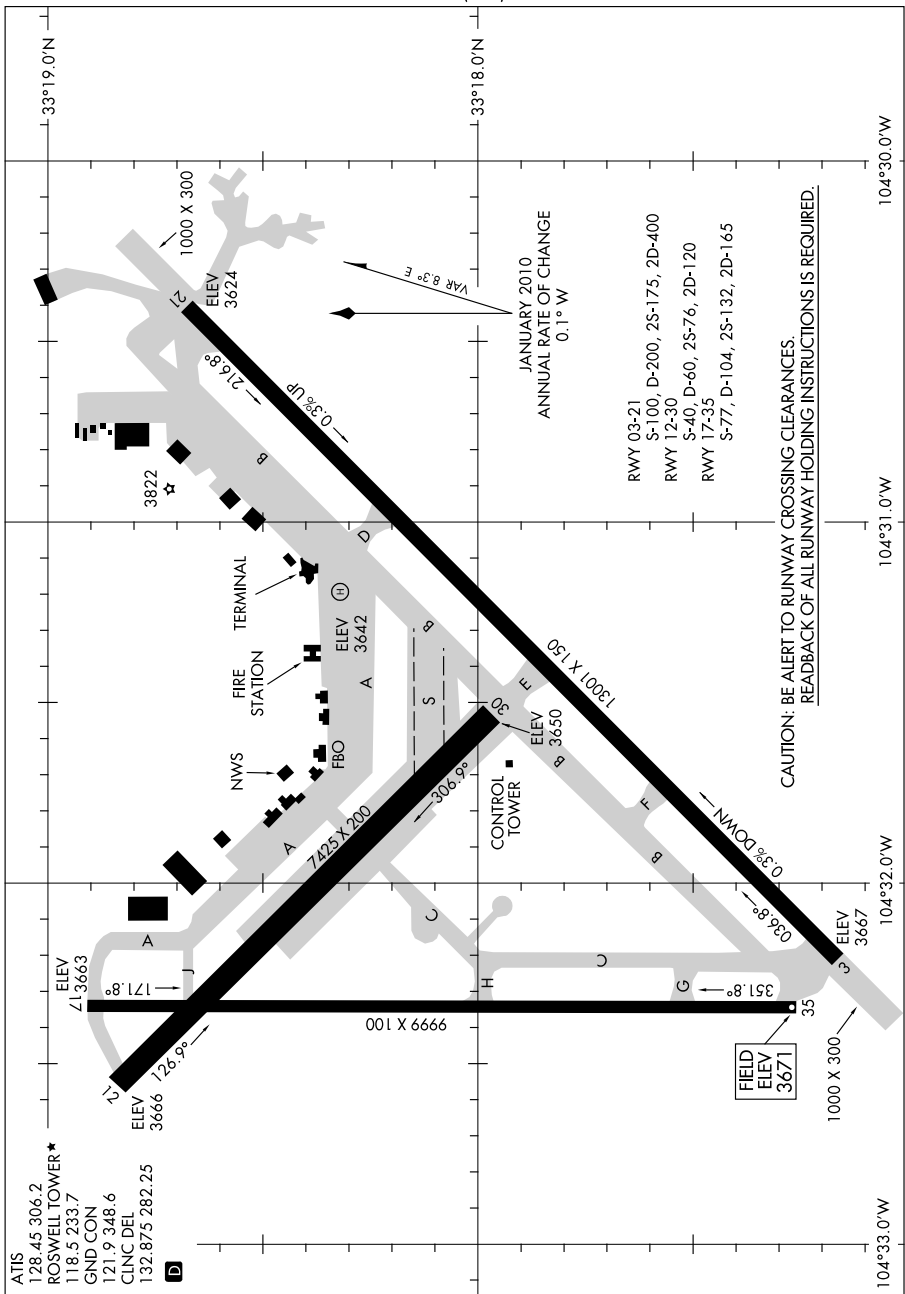 ATIS
128.45 306.2
ROSWELL TOWER★
118.5 233.7
GND CON
121.9 348.6
CLNC DEL
132.875 282.25
D
33°19.0'N
33°18.0'N
104°30.0'W
104°31.0'W
104°32.0'W
104°33.0'W
1000 X 300
21
ELEV
3624
216.8°
0.3% UP
VAR 8.3° E
JANUARY 2010
ANNUAL RATE OF CHANGE
0.1° W
RWY 03-21
S-100, D-200, 2S-175, 2D-400
RWY 12-30
S-40, D-60, 2S-76, 2D-120
RWY 17-35
S-77, D-104, 2S-132, 2D-165
CAUTION: BE ALERT TO RUNWAY CROSSING CLEARANCES.
READBACK OF ALL RUNWAY HOLDING INSTRUCTIONS IS REQUIRED.
3822
B
D
TERMINAL
H
ELEV
3642
FIRE
STATION
A
B
S
NWS
FBO
E
30
ELEV
3650
306.9°
13001 X 150
CONTROL
TOWER
B
F
A
7425 X 200
B
0.3% DOWN
C
036.8°
A
ELEV
3667
3
J
ELEV
3663
17
171.8°
H
C
G
351.8°
35
9999 X 100
126.9°
12
ELEV
3666
FIELD
ELEV
3671
1000 X 300